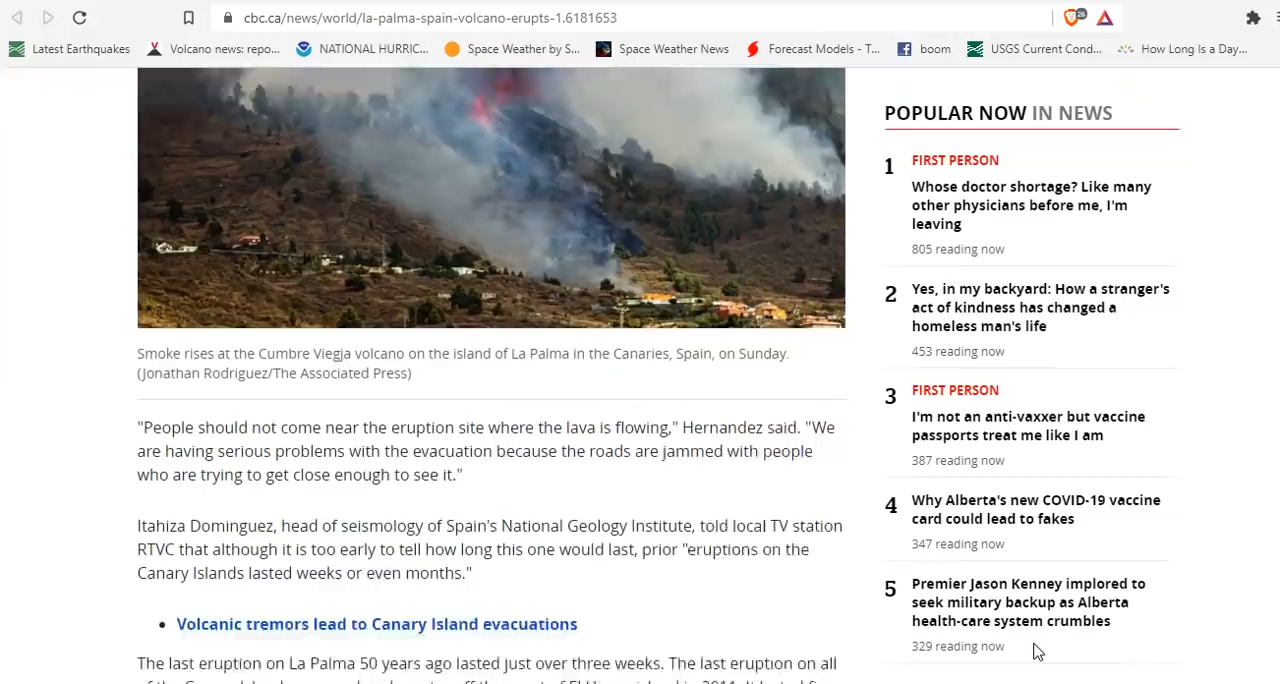 cbc.ca/news/world/la-palma-spain-volcano-erupts-1.6181653
26
Latest Earthquakes
Volcano news: repo...
NATIONAL HURRIC...
Space Weather by S...
Space Weather News
Forecast Models - T...
boom
USGS Current Cond...
How Long Is a Day...
Smoke rises at the Cumbre Viegja volcano on the island of La Palma in the Canaries, Spain, on Sunday.
(Jonathan Rodriguez/The Associated Press)
"People should not come near the eruption site where the lava is flowing," Hernandez said. "We
are having serious problems with the evacuation because the roads are jammed with people
who are trying to get close enough to see it."
Itahiza Dominguez, head of seismology of Spain's National Geology Institute, told local TV station
RTVC that although it is too early to tell how long this one would last, prior "eruptions on the
Canary Islands lasted weeks or even months."
• Volcanic tremors lead to Canary Island evacuations
The last eruption on La Palma 50 years ago lasted just over three weeks. The last eruption on all
POPULAR NOW IN NEWS
1
FIRST PERSON
Whose doctor shortage? Like many
other physicians before me, I'm
leaving
805 reading now
2
Yes, in my backyard: How a stranger's
act of kindness has changed a
homeless man's life
453 reading now
3
FIRST PERSON
I'm not an anti-vaxxer but vaccine
passports treat me like I am
387 reading now
4
Why Alberta's new COVID-19 vaccine
card could lead to fakes
347 reading now
5
Premier Jason Kenney implored to
seek military backup as Alberta
health-care system crumbles
329 reading now